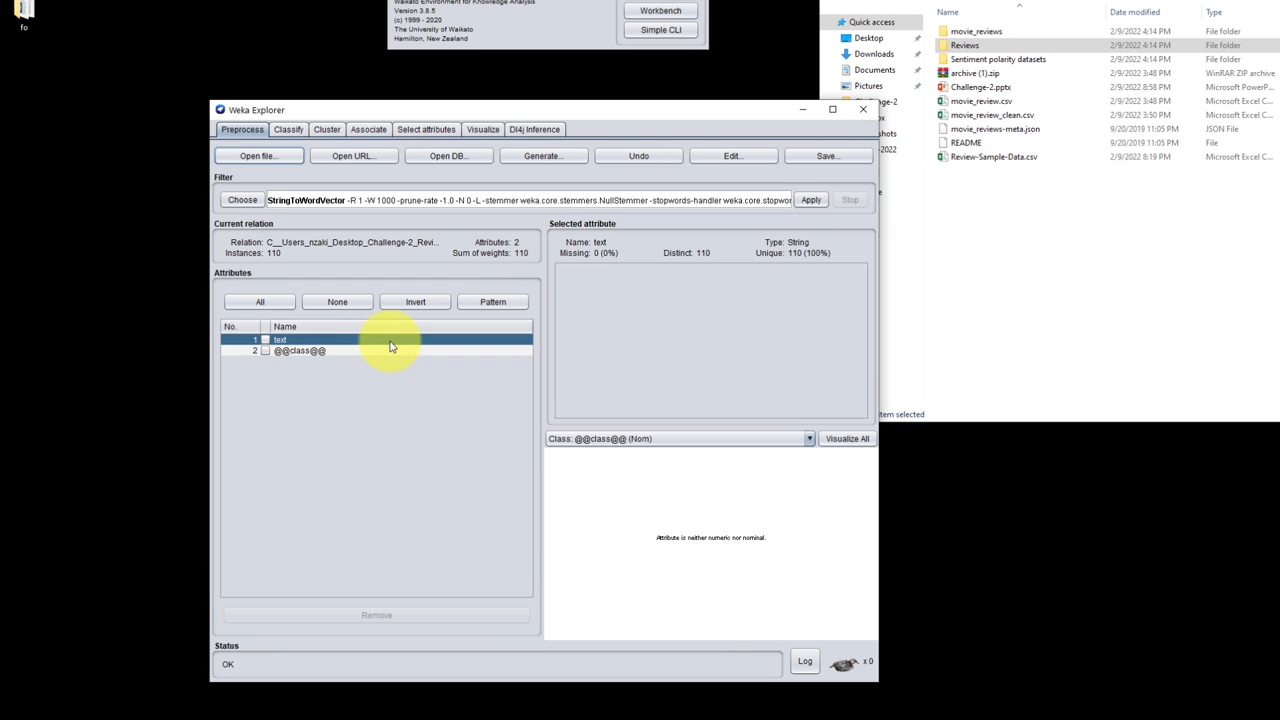 fo
Waikato Environment for Knowledge Analysis
Version 3.8.5
(c) 1999 - 2020
The University of Waikato
Hamilton, New Zealand
Workbench
Simple CLI
Quick access
Desktop
Downloads
Documents
Pictures
Name Date modified Type
movie_reviews 2/9/2022 4:14 PM File folder
Reviews 2/9/2022 4:14 PM File folder
Sentiment polarity datasets 2/9/2022 4:14 PM File folder
archive (1).zip 2/9/2022 3:48 PM WinRAR ZIP archive
Challenge-2.pptx 2/9/2022 8:58 PM Microsoft PowerP...
movie_review.csv 2/9/2022 3:48 PM Microsoft Excel C...
movie_review_clean.csv 2/9/2022 3:50 PM Microsoft Excel C...
movie_reviews-meta.json 9/20/2019 11:05 PM JSON File
README 9/20/2019 11:05 PM File
Review-Sample-Data.csv 2/9/2022 8:19 PM Microsoft Excel C...
item selected
Weka Explorer
Preprocess Classify Cluster Associate Select attributes Visualize Dl4j Inference
Open file... Open URL... Open DB... Generate... Undo Edit... Save...
Filter
Choose StringToWordVector -R 1 -W 1000 -prune-rate -1.0 -N 0 -L -stemmer weka.core.stemmers.NullStemmer -stopwords-handler weka.core.stopwor Apply Stop
Current relation
Relation: C__Users_nzaki_Desktop_Challenge-2_Revi... Attributes: 2
Instances: 110 Sum of weights: 110
Selected attribute
Name: text Type: String
Missing: 0 (0%) Distinct: 110 Unique: 110 (100%)
Attributes
All None Invert Pattern
No. Name
1 text
2 @@class@@
Class: @@class@@ (Nom) Visualize All
Attribute is neither numeric nor nominal.
Remove
Status
OK
Log x 0